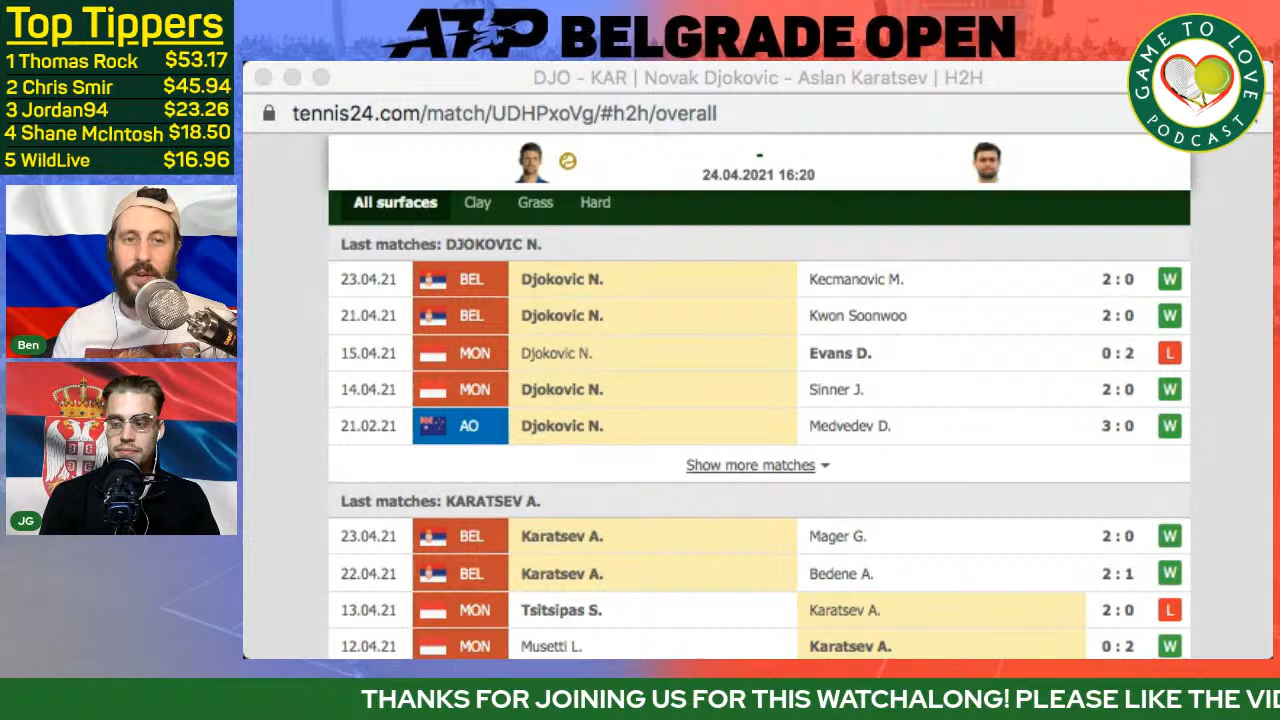 Top Tippers
1 Thomas Rock $53.17
2 Chris Smir $45.94
3 Jordan94 $23.26
4 Shane McIntosh $18.50
5 WildLive $16.96
ATP BELGRADE OPEN
GAME TO LOVE
PODCAST
DJO - KAR | Novak Djokovic - Aslan Karatsev | H2H
tennis24.com/match/UDHPxoVg/#h2h/overall
-
24.04.2021 16:20
All surfaces Clay Grass Hard
Last matches: DJOKOVIC N.
23.04.21 BEL Djokovic N. Kecmanovic M. 2 : 0 W
21.04.21 BEL Djokovic N. Kwon Soonwoo 2 : 0 W
15.04.21 MON Djokovic N. Evans D. 0 : 2 L
14.04.21 MON Djokovic N. Sinner J. 2 : 0 W
21.02.21 AO Djokovic N. Medvedev D. 3 : 0 W
Show more matches
Last matches: KARATSEV A.
23.04.21 BEL Karatsev A. Mager G. 2 : 0 W
22.04.21 BEL Karatsev A. Bedene A. 2 : 1 W
13.04.21 MON Tsitsipas S. Karatsev A. 2 : 0 L
12.04.21 MON Musetti L. Karatsev A. 0 : 2 W
Ben
JG
THANKS FOR JOINING US FOR THIS WATCHALONG! PLEASE LIKE THE VI